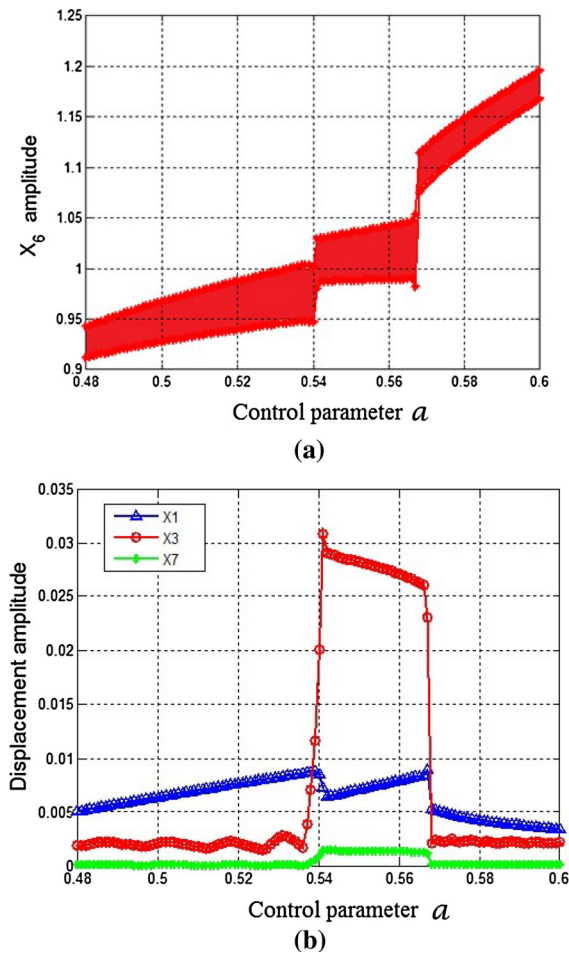 1.25
1.2
1.15
1.1
1.05
1
0.95
0.9
X6 amplitude
0.48 0.5 0.52 0.54 0.56 0.58 0.6
Control parameter a
(a)
0.035
0.03
0.025
0.02
0.015
0.01
0.005
0
Displacement amplitude
X1
X3
X7
0.48 0.5 0.52 0.54 0.56 0.58 0.6
Control parameter a
(b)